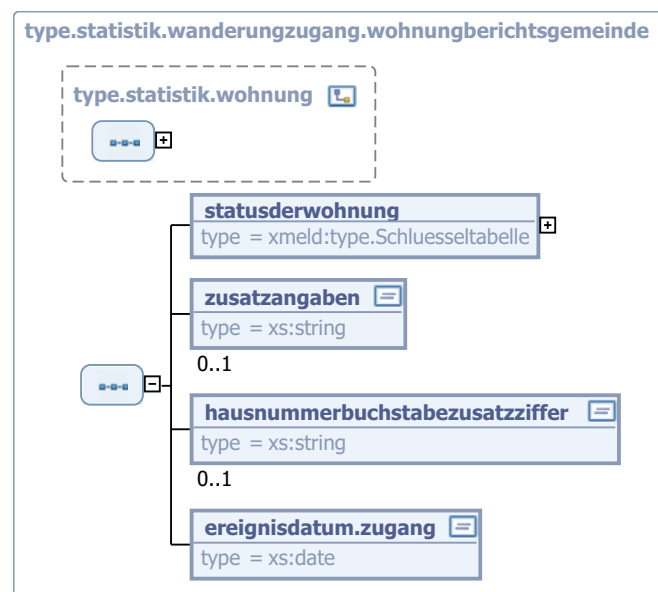 type.statistik.wanderungzugang.wohnungberichtsgemeinde
type.statistik.wohnung
statusderwohnung
type = xmeld:type.Schluesseltabelle
zusatzangaben
type = xs:string
0..1
hausnummerbuchstabezusatzziffer
type = xs:string
0..1
ereignisdatum.zugang
type = xs:date